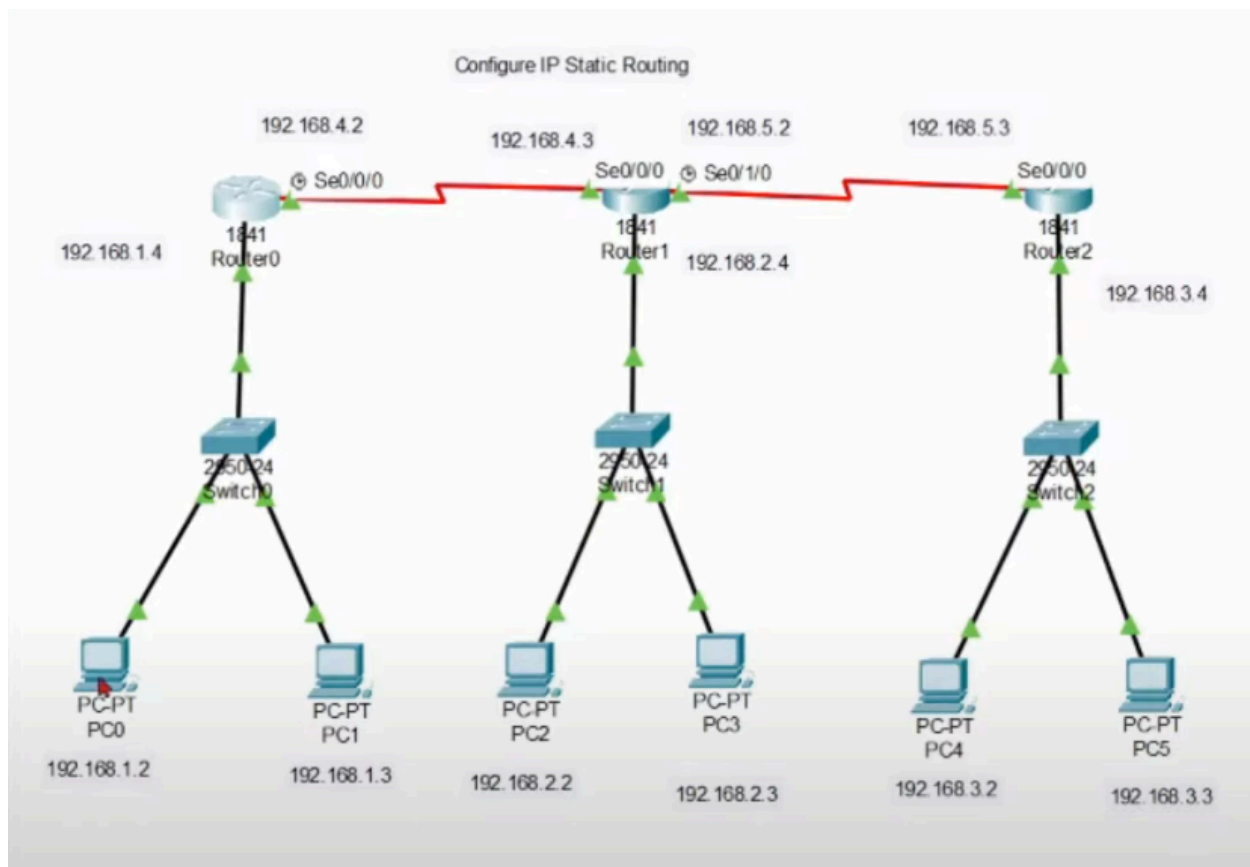 Configure IP Static Routing
192.168.4.2
192.168.4.3
192.168.5.2
192.168.5.3
Se0/0/0
Se0/0/0
Se0/1/0
Se0/0/0
192.168.1.4
1841
Router0
1841
Router1
192.168.2.4
1841
Router2
192.168.3.4
2950-24
Switch0
2950-24
Switch1
2950-24
Switch2
PC-PT
PC0
PC-PT
PC1
PC-PT
PC2
PC-PT
PC3
PC-PT
PC4
PC-PT
PC5
192.168.1.2
192.168.1.3
192.168.2.2
192.168.2.3
192.168.3.2
192.168.3.3